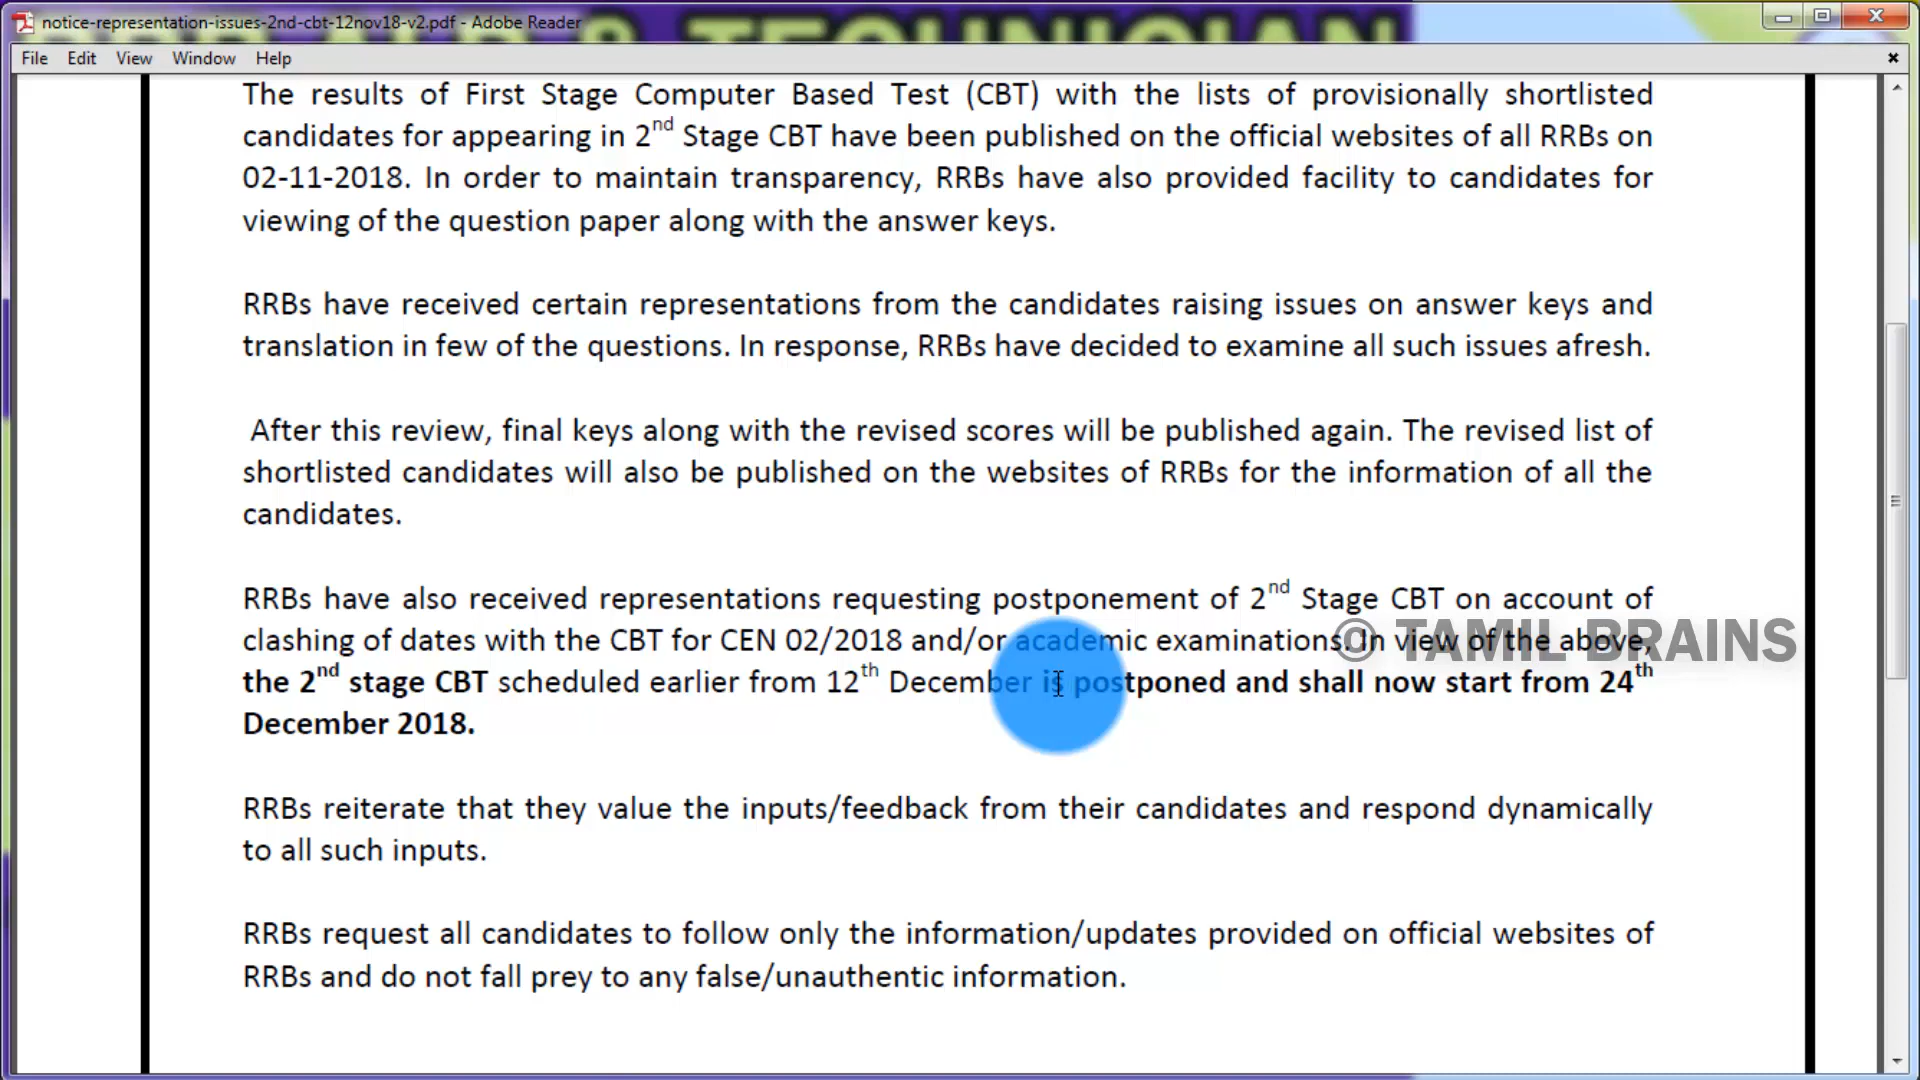 notice-representation-issues-2nd-cbt-12nov18-v2.pdf - Adobe Reader
& TECHNICIAN
File Edit View Window Help
The results of First Stage Computer Based Test (CBT) with the lists of provisionally shortlisted
candidates for appearing in 2nd Stage CBT have been published on the official websites of all RRBs on
02-11-2018. In order to maintain transparency, RRBs have also provided facility to candidates for
viewing of the question paper along with the answer keys.
RRBs have received certain representations from the candidates raising issues on answer keys and
translation in few of the questions. In response, RRBs have decided to examine all such issues afresh.
After this review, final keys along with the revised scores will be published again. The revised list of
shortlisted candidates will also be published on the websites of RRBs for the information of all the
candidates.
RRBs have also received representations requesting postponement of 2nd Stage CBT on account of
clashing of dates with the CBT for CEN 02/2018 and/or academic examinations. In view of the above,
© TAMIL BRAINS
the 2nd stage CBT scheduled earlier from 12th December is postponed and shall now start from 24th
December 2018.
RRBs reiterate that they value the inputs/feedback from their candidates and respond dynamically
to all such inputs.
RRBs request all candidates to follow only the information/updates provided on official websites of
RRBs and do not fall prey to any false/unauthentic information.